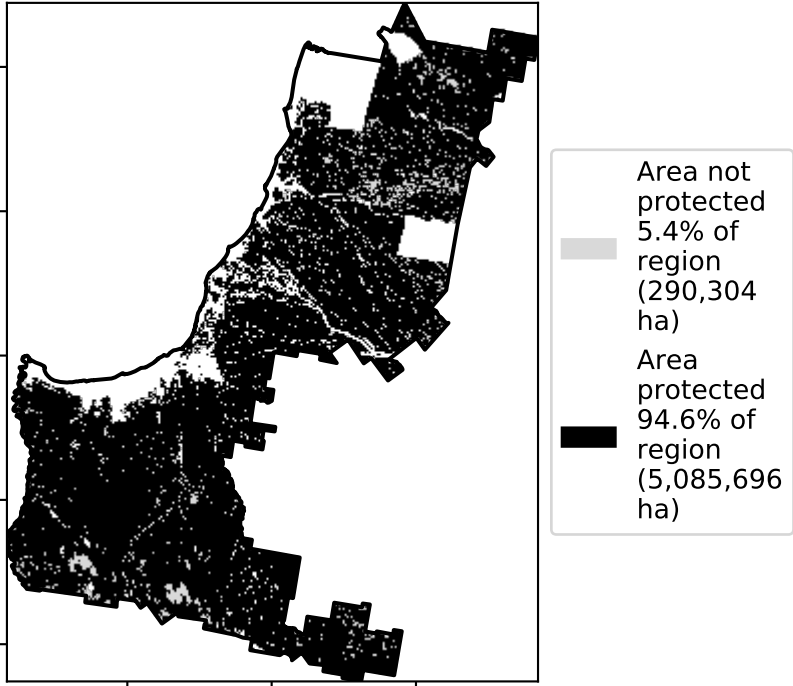 Area not
protected
5.4% of
region
(290,304
ha)
Area
protected
94.6% of
region
(5,085,696
ha)